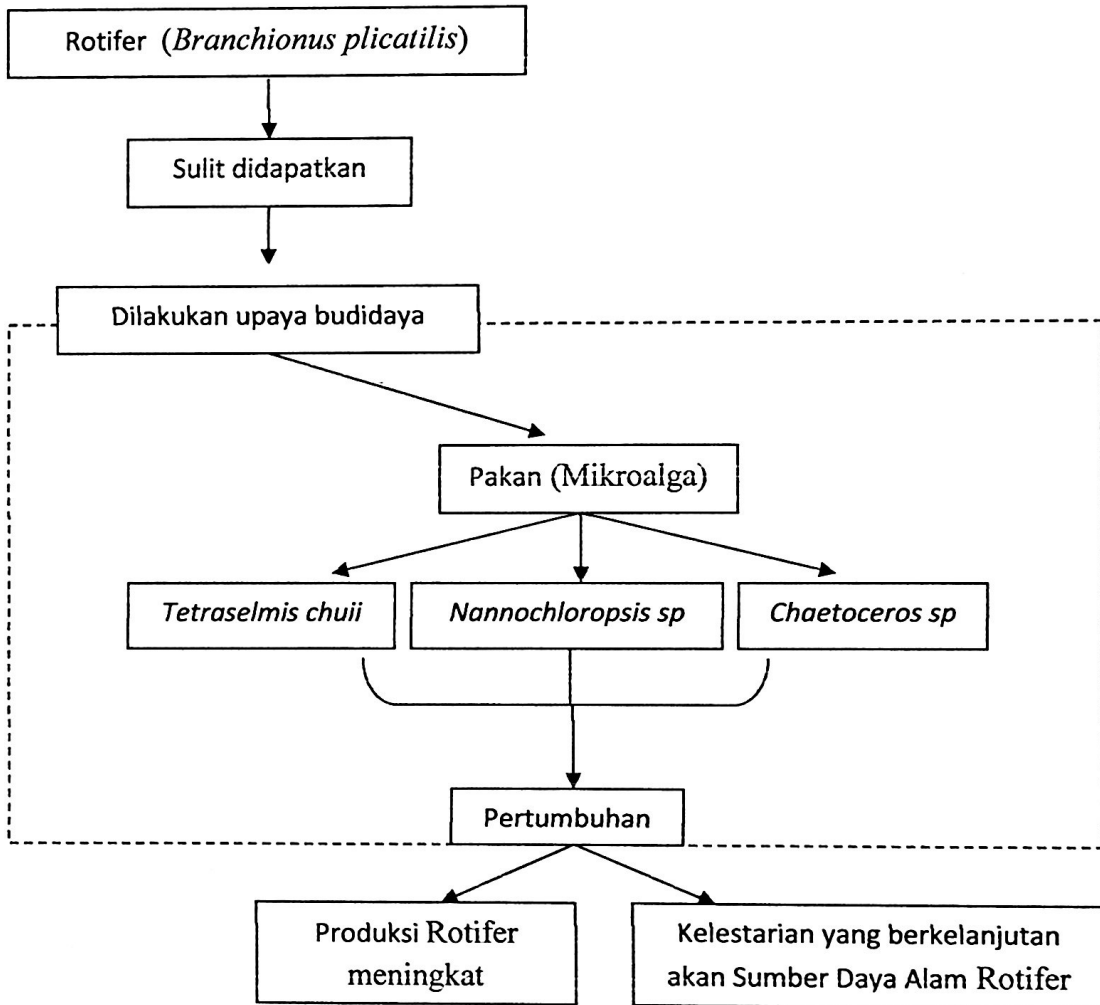 Rotifer (Branchionus plicatilis)
Sulit didapatkan
Dilakukan upaya budidaya
Pakan (Mikroalga)
Tetraselmis chuii
Nannochloropsis sp
Chaetoceros sp
Pertumbuhan
Produksi Rotifer
meningkat
Kelestarian yang berkelanjutan
akan Sumber Daya Alam Rotifer